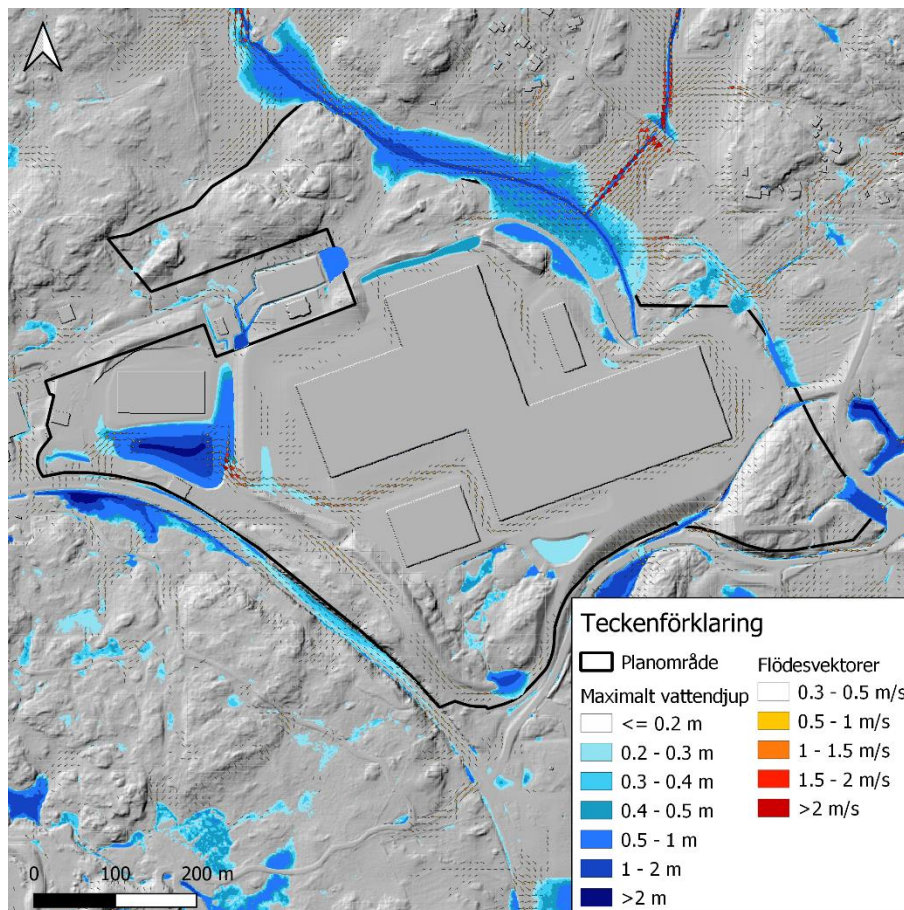 Teckenförklaring
Planområde
Maximalt vattendjup
<= 0.2 m
0.2 - 0.3 m
0.3 - 0.4 m
0.4 - 0.5 m
0.5 - 1 m
1 - 2 m
>2 m
Flödesvektorer
0.3 - 0.5 m/s
0.5 - 1 m/s
1 - 1.5 m/s
1.5 - 2 m/s
>2 m/s
0 100 200 m